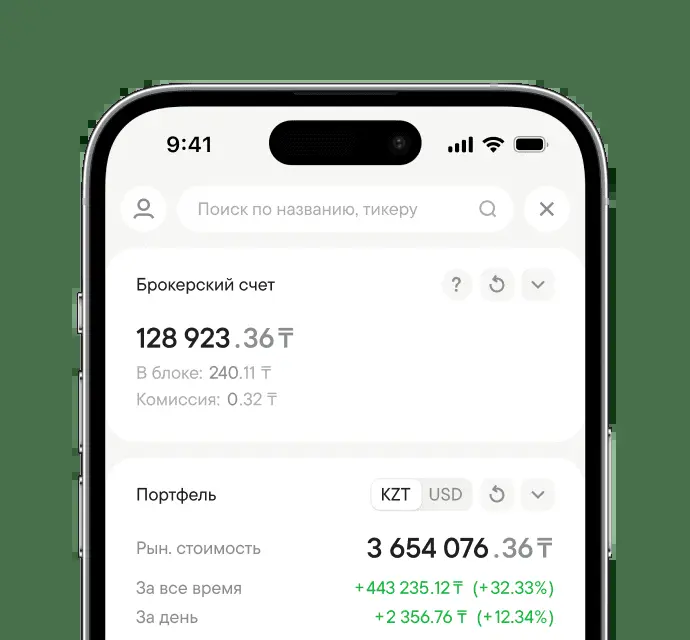 9:41
Поиск по названию, тикеру
Брокерский счет ?
128 923.36 ₸
В блоке: 240.11 ₸
Комиссия: 0.32 ₸
Портфель KZT USD
Рын. стоимость 3 654 076.36 ₸
За все время +443 235.12 ₸ (+32.33%)
За день +2 356.76 ₸ (+12.34%)